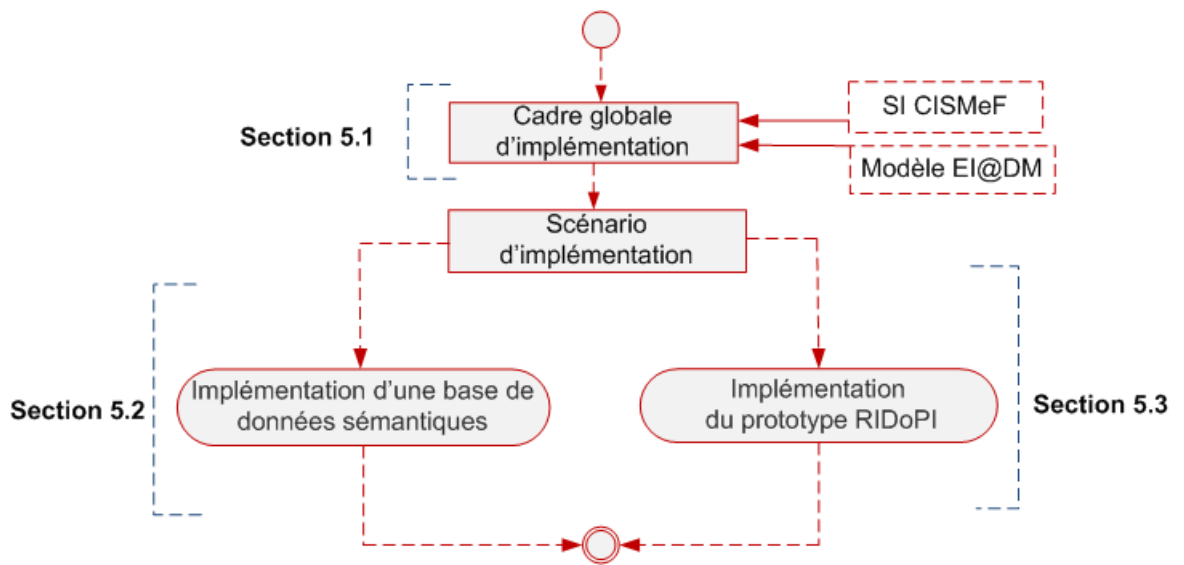 Cadre globale
d'implémentation
SI CISMeF
Section 5.1
Modèle EI@DM
Scénario
d'implémentation
Implémentation d'une base de
données sémantiques
Section 5.2
Implémentation
du prototype RIDoPI
Section 5.3